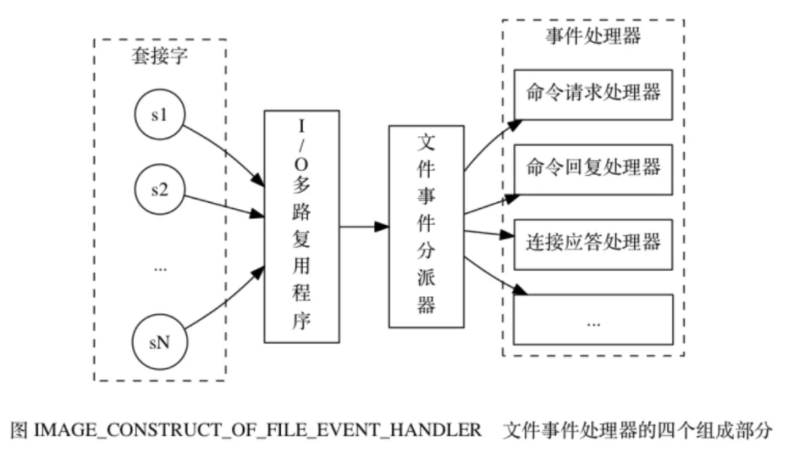 套接字
s1
s2
...
sN
I/O多路复用程序
文件事件分派器
事件处理器
命令请求处理器
命令回复处理器
连接应答处理器
...
图 IMAGE_CONSTRUCT_OF_FILE_EVENT_HANDLER 文件事件处理器的四个组成部分